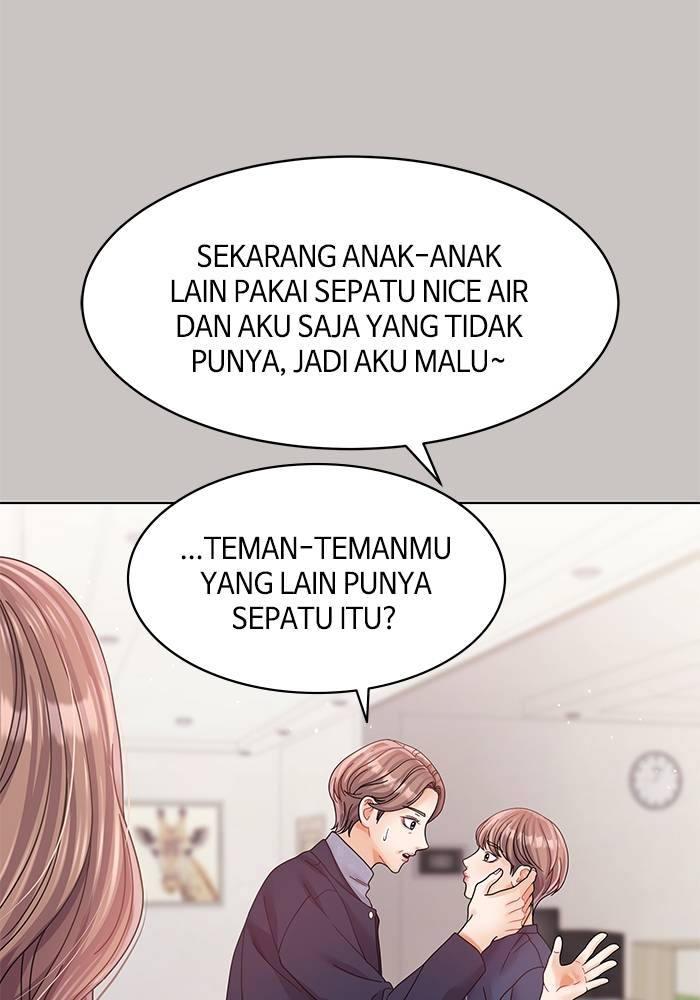 SEKARANG ANAK-ANAK
LAIN PAKAI SEPATU NICE AIR
DAN AKU SAJA YANG TIDAK
PUNYA, JADI AKU MALU~
...TEMAN-TEMANMU
YANG LAIN PUNYA
SEPATU ITU?